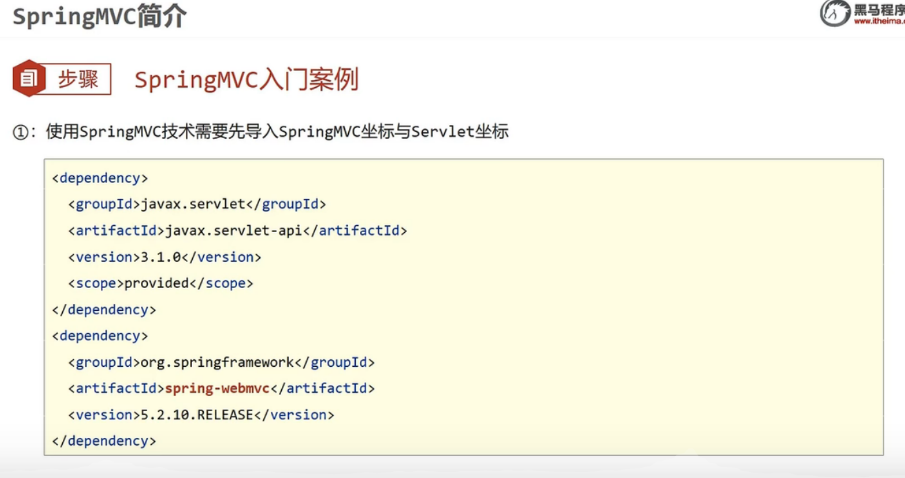 SpringMVC简介
黑马程序
www.itheima.c
步骤 SpringMVC入门案例
①：使用SpringMVC技术需要先导入SpringMVC坐标与Servlet坐标
<dependency>
<groupId>javax.servlet</groupId>
<artifactId>javax.servlet-api</artifactId>
<version>3.1.0</version>
<scope>provided</scope>
</dependency>
<dependency>
<groupId>org.springframework</groupId>
<artifactId>spring-webmvc</artifactId>
<version>5.2.10.RELEASE</version>
</dependency>